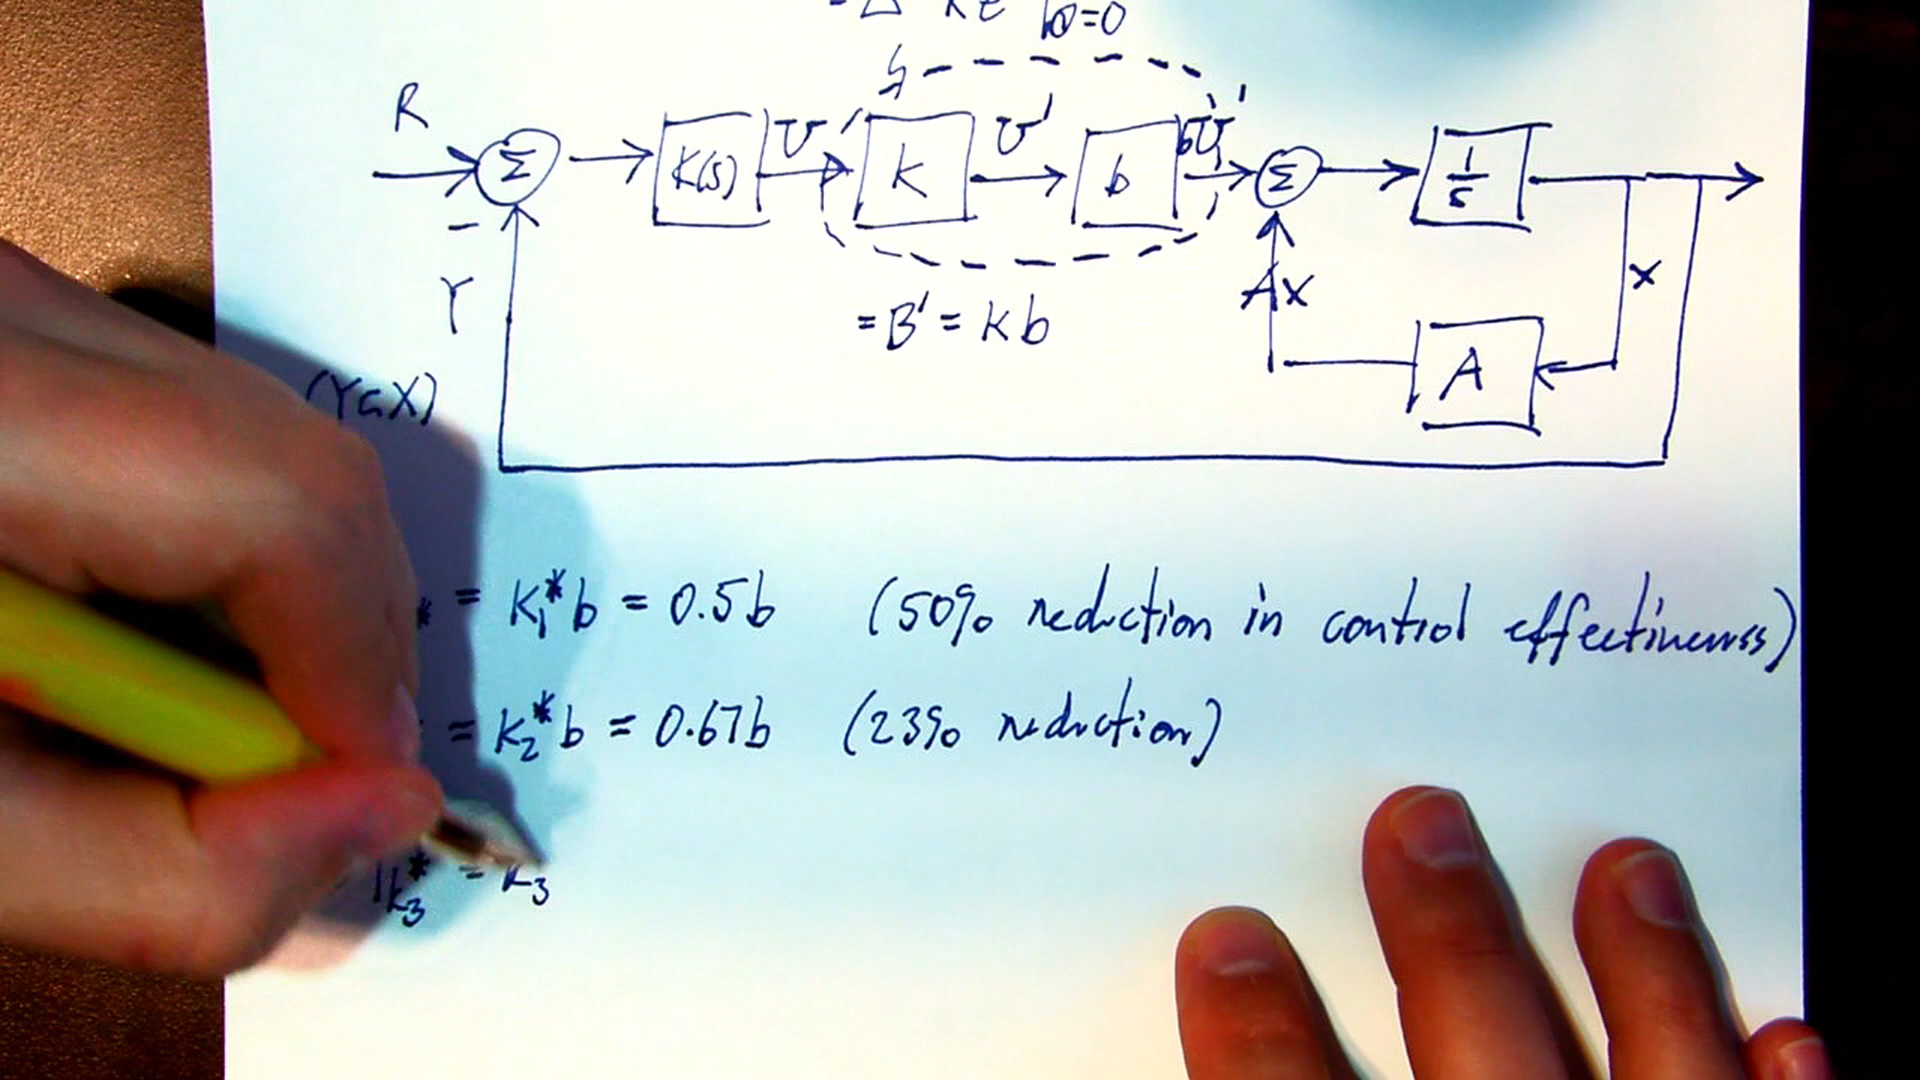 b=0
R Σ K(s) U k U' b bU' Σ 1/s
−
Y Ax x
= B' = kb A
(Y=X)
* = k₁* b = 0.5b (50% reduction in control effectiveness)
= k₂* b = 0.67b (23% reduction)
k₃* = k₃